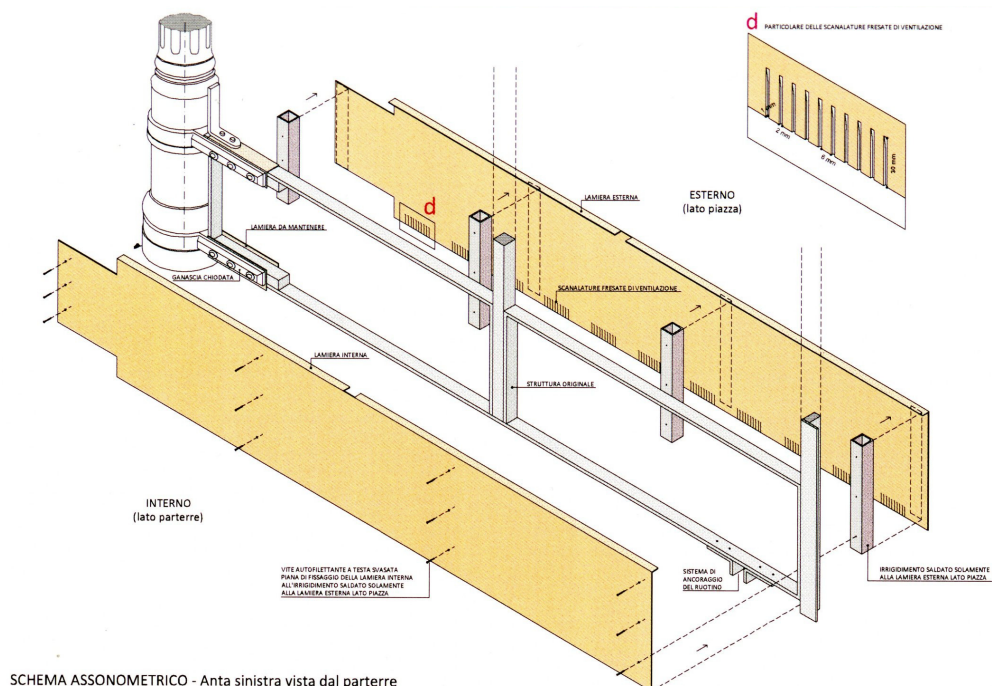 d PARTICOLARE DELLE SCANALATURE FRESATE DI VENTILAZIONE
2 mm
6 mm
30 mm
ESTERNO
(lato piazza)
LAMIERA ESTERNA
d
LAMIERA DA MANTENERE
GANASCIA CHIODATA
SCANALATURE FRESATE DI VENTILAZIONE
LAMIERA INTERNA
STRUTTURA ORIGINALE
INTERNO
(lato parterre)
VITE AUTOFILETTANTE A TESTA SVASATA
PIANA DI FISSAGGIO DELLA LAMIERA INTERNA
ALL'IRRIGIDIMENTO SALDATO SOLAMENTE
ALLA LAMIERA ESTERNA LATO PIAZZA
SISTEMA DI
ANCORAGGIO
DEL RUOTINO
IRRIGIDIMENTO SALDATO SOLAMENTE
ALLA LAMIERA ESTERNA LATO PIAZZA
SCHEMA ASSONOMETRICO - Anta sinistra vista dal parterre